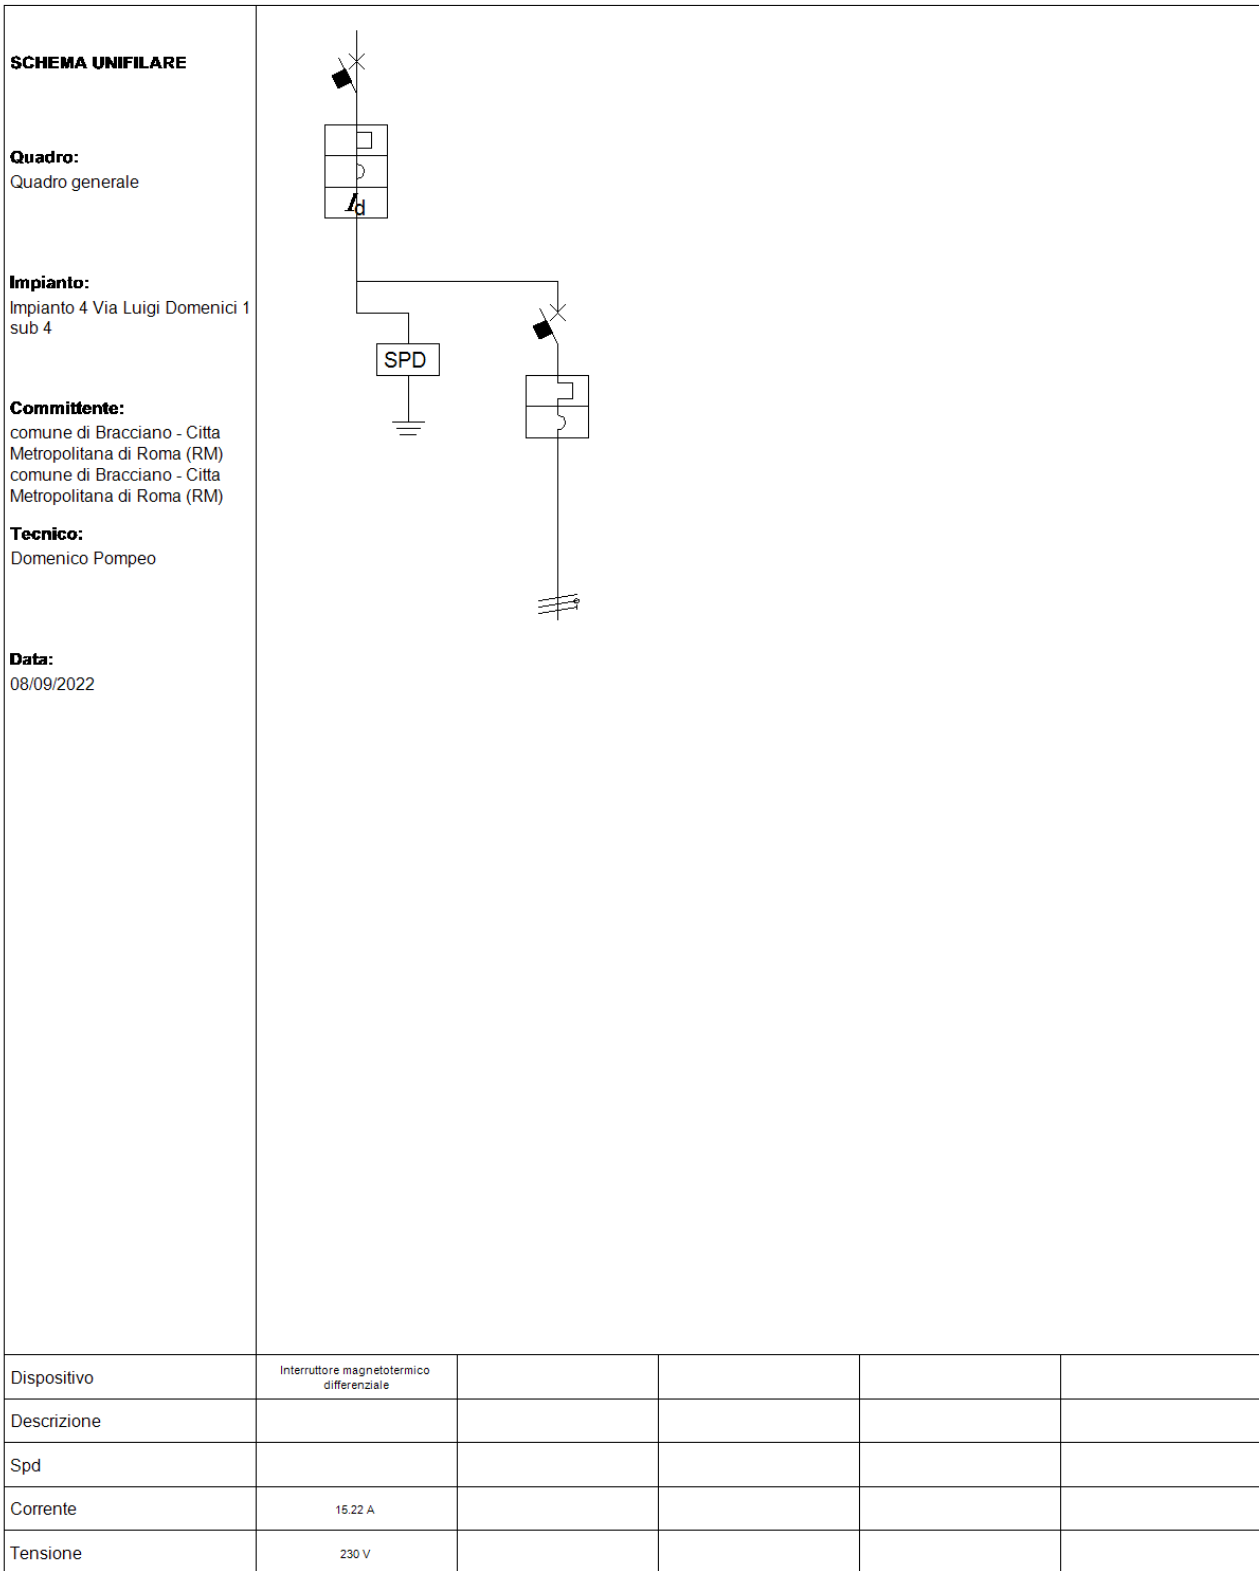 SCHEMA UNIFILARE
Quadro:
Quadro generale
Impianto:
Impianto 4 Via Luigi Domenici 1
sub 4
Committente:
comune di Bracciano - Citta
Metropolitana di Roma (RM)
comune di Bracciano - Citta
Metropolitana di Roma (RM)
Tecnico:
Domenico Pompeo
Data:
08/09/2022
Id
SPD
Dispositivo
Interruttore magnetotermico
differenziale
Descrizione
Spd
Corrente
15.22 A
Tensione
230 V